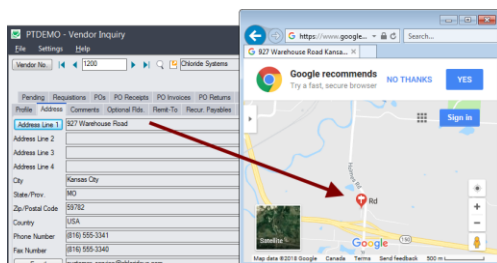 PTDEMO - Vendor Inquiry
File Settings Help
Vendor No. 1200 Chloride Systems
Pending Requisitions POs PO Receipts PO Invoices PO Returns
Profile Address Comments Optional Flds. Remit-To Recur. Payables
Address Line 1 927 Warehouse Road
Address Line 2
Address Line 3
Address Line 4
City Kansas City
State/Prov. MO
Zip/Postal Code 59782
Country USA
Phone Number (816) 555-3341
Fax Number (816) 555-3340
https://www.google... Search...
927 Warehouse Road Kansa...
Google recommends
Try a fast, secure browser
NO THANKS
YES
Sign in
Rd
Satellite
Google
Map data ©2018 Google Canada Terms Send feedback 500 m